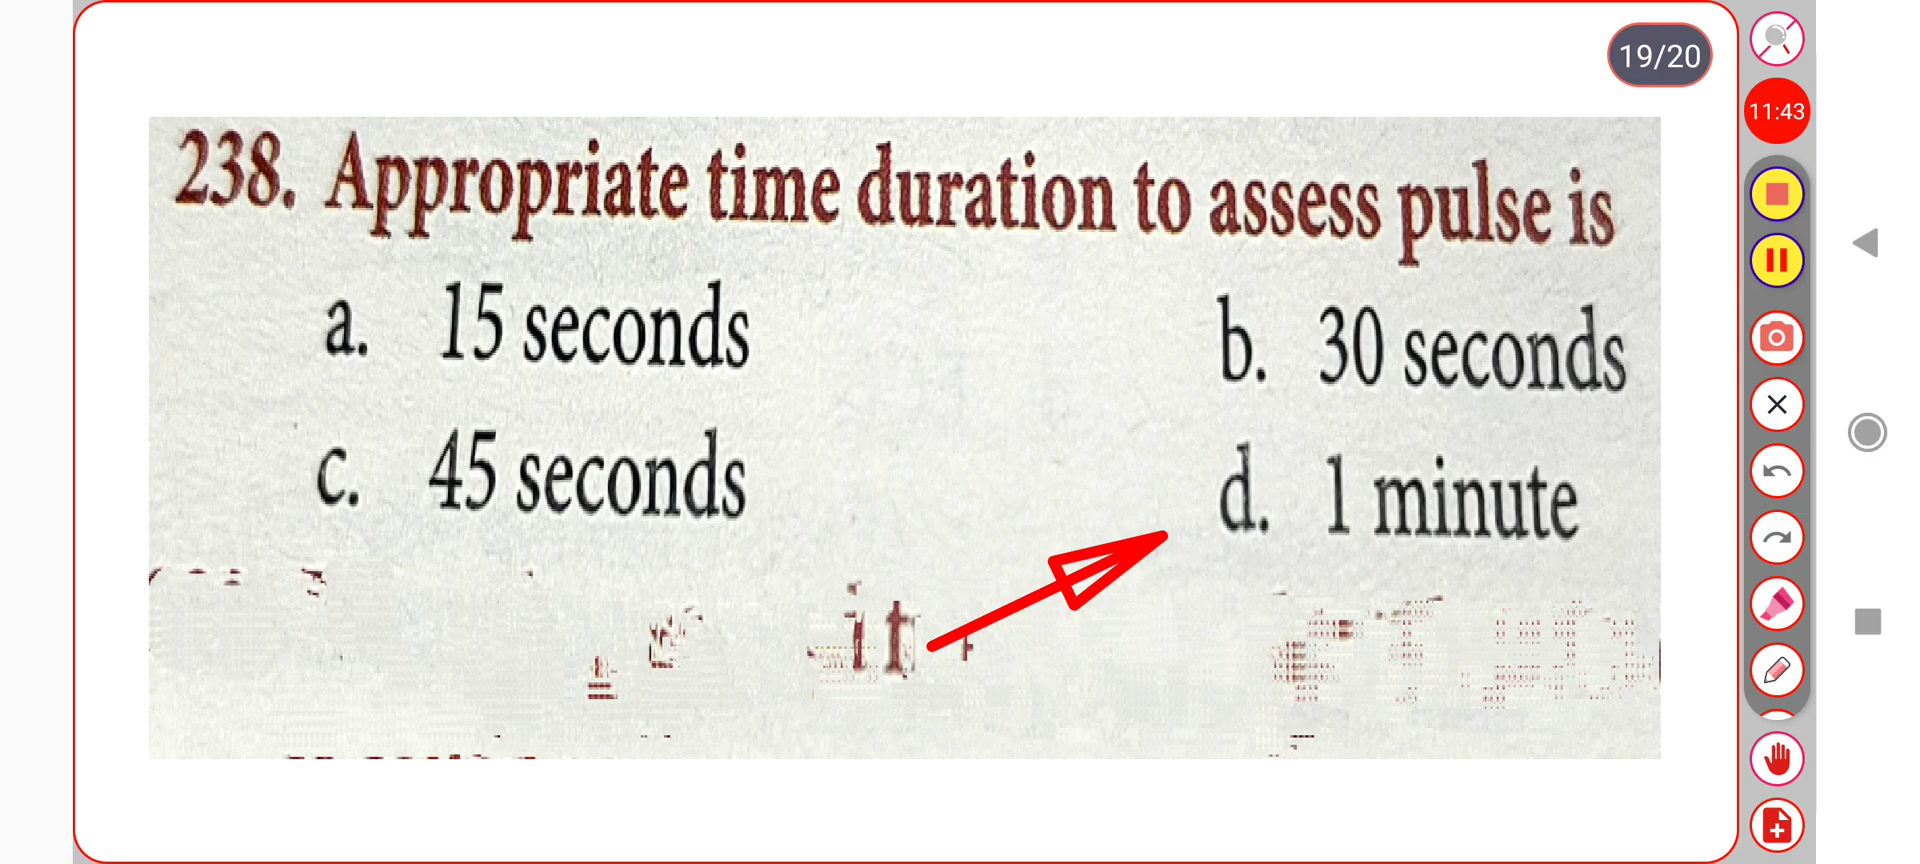 19/20
11:43
238. Appropriate time duration to assess pulse is
a. 15 seconds
b. 30 seconds
c. 45 seconds
d. 1 minute